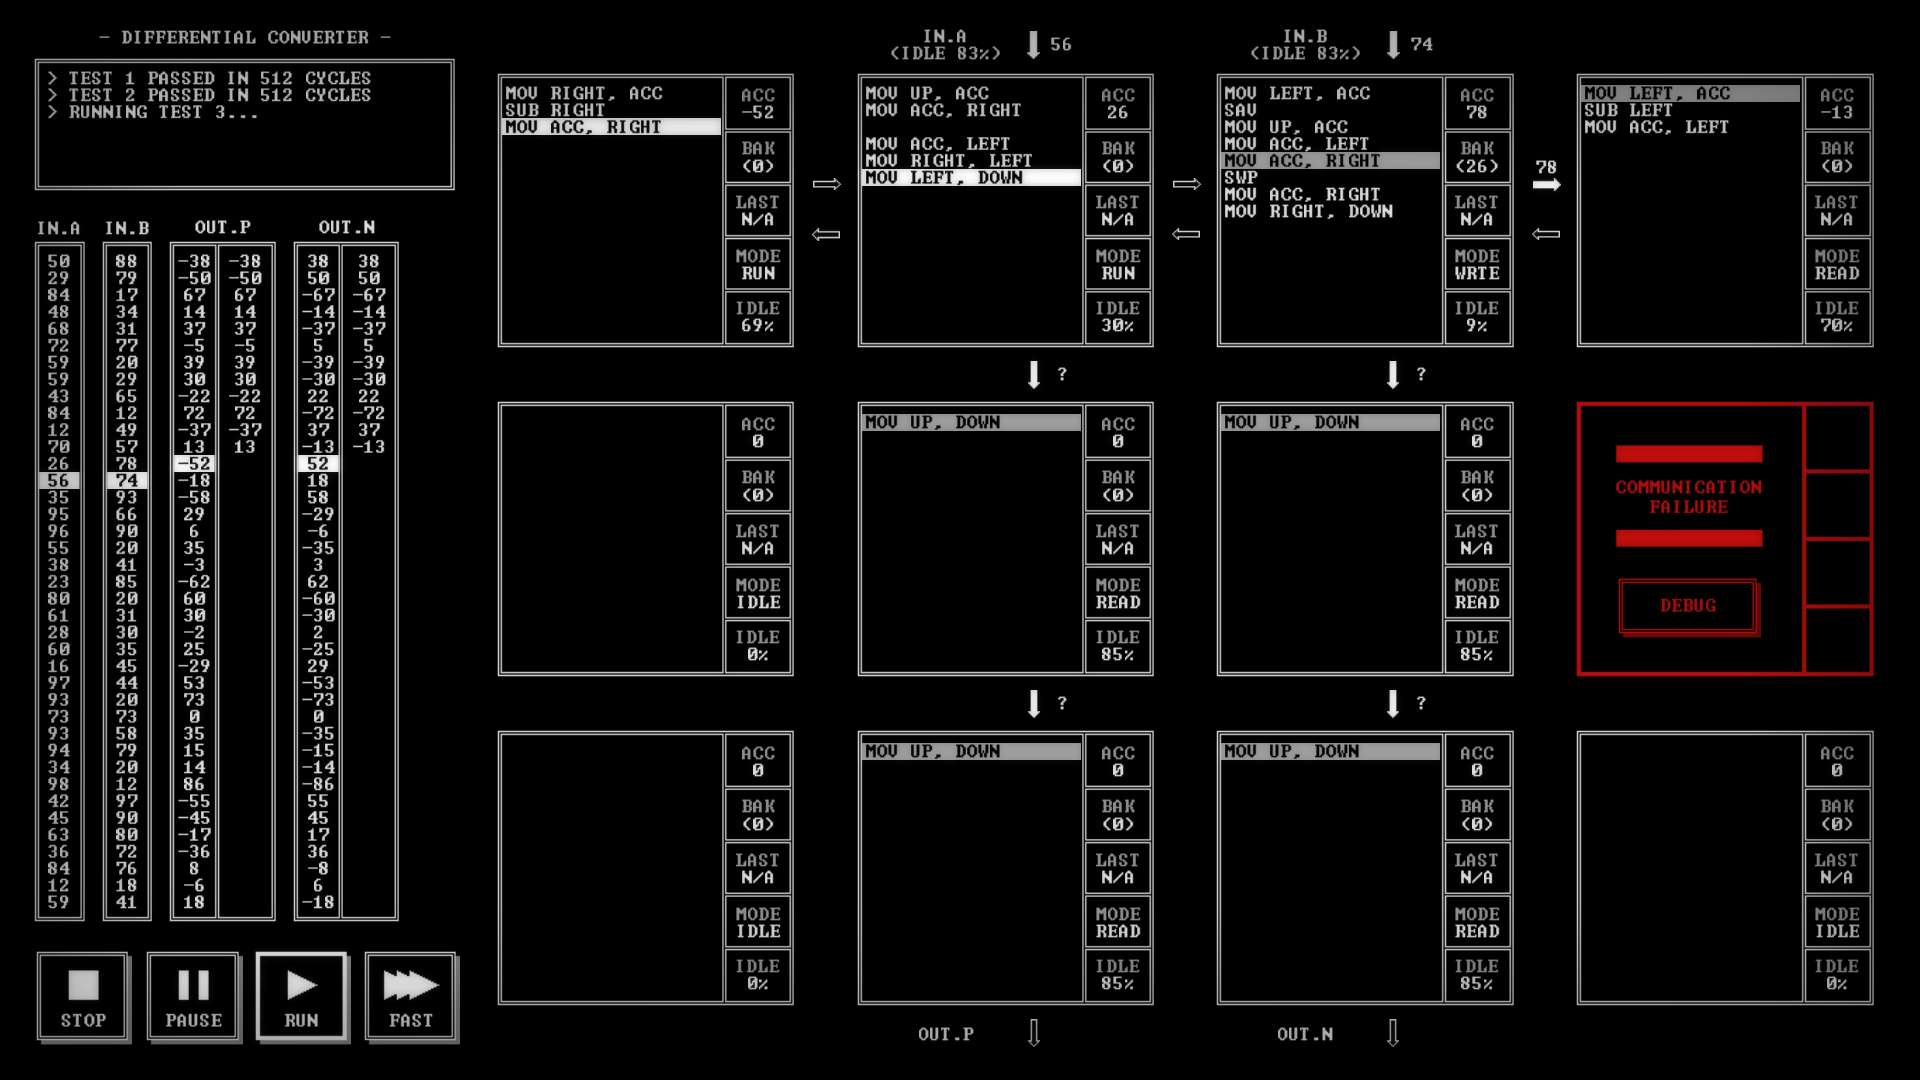 - DIFFERENTIAL CONVERTER -
> TEST 1 PASSED IN 512 CYCLES
> TEST 2 PASSED IN 512 CYCLES
> RUNNING TEST 3...
IN.A IN.B OUT.P OUT.N
50 88 -38 -38 38 38
29 79 -50 -50 50 50
84 17 67 67 -67 -67
48 34 14 14 -14 -14
68 31 37 37 -37 -37
72 77 -5 -5 5 5
59 20 39 39 -39 -39
59 29 30 30 -30 -30
43 65 -22 -22 22 22
84 12 72 72 -72 -72
12 49 -37 -37 37 37
70 57 13 13 -13 -13
26 78 -52 52
56 74 -18 18
35 93 -58 58
95 66 29 -29
96 90 6 -6
55 20 35 -35
38 41 -3 3
23 85 -62 62
80 20 60 -60
61 31 30 -30
28 30 -2 2
60 35 25 -25
16 45 -29 29
97 44 53 -53
93 20 73 -73
73 73 0 0
93 58 35 -35
94 79 15 -15
34 20 14 -14
98 12 86 -86
42 97 -55 55
45 90 -45 45
63 80 -17 17
36 72 -36 36
84 76 8 -8
12 18 -6 6
59 41 18 -18
STOP
PAUSE
RUN
FAST
IN.A
(IDLE 83%)
56
IN.B
(IDLE 83%)
74
MOV RIGHT, ACC
SUB RIGHT
MOV ACC, RIGHT
ACC
-52
BAK
(0)
LAST
N/A
MODE
RUN
IDLE
69%
MOV UP, ACC
MOV ACC, RIGHT
MOV ACC, LEFT
MOV RIGHT, LEFT
MOV LEFT, DOWN
ACC
26
BAK
(0)
LAST
N/A
MODE
RUN
IDLE
30%
MOV LEFT, ACC
SAV
MOV UP, ACC
MOV ACC, LEFT
MOV ACC, RIGHT
SWP
MOV ACC, RIGHT
MOV RIGHT, DOWN
ACC
78
BAK
(26)
LAST
N/A
MODE
WRTE
IDLE
9%
78
MOV LEFT, ACC
SUB LEFT
MOV ACC, LEFT
ACC
-13
BAK
(0)
LAST
N/A
MODE
READ
IDLE
70%
?
?
ACC
0
BAK
(0)
LAST
N/A
MODE
IDLE
IDLE
0%
MOV UP, DOWN
ACC
0
BAK
(0)
LAST
N/A
MODE
READ
IDLE
85%
MOV UP, DOWN
ACC
0
BAK
(0)
LAST
N/A
MODE
READ
IDLE
85%
COMMUNICATION
FAILURE
DEBUG
?
?
ACC
0
BAK
(0)
LAST
N/A
MODE
IDLE
IDLE
0%
MOV UP, DOWN
ACC
0
BAK
(0)
LAST
N/A
MODE
READ
IDLE
85%
MOV UP, DOWN
ACC
0
BAK
(0)
LAST
N/A
MODE
READ
IDLE
85%
ACC
0
BAK
(0)
LAST
N/A
MODE
IDLE
IDLE
0%
OUT.P
OUT.N